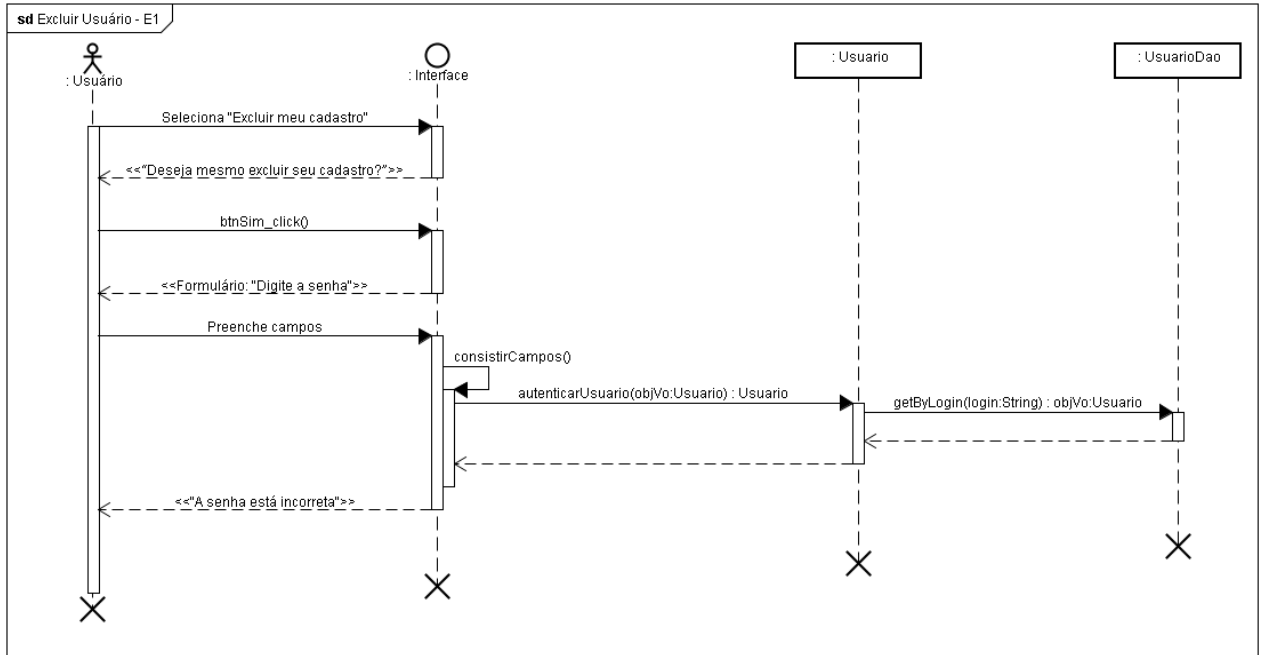 sd Excluir Usuário - E1
: Usuário
: Interface
: Usuario
: UsuarioDao
Seleciona "Excluir meu cadastro"
<<"Deseja mesmo excluir seu cadastro?">>
btnSim_click()
<<Formulário: "Digite a senha">>
Preenche campos
consistirCampos()
autenticarUsuario(objVo:Usuario) : Usuario
getByLogin(login:String) : objVo:Usuario
<<"A senha está incorreta">>